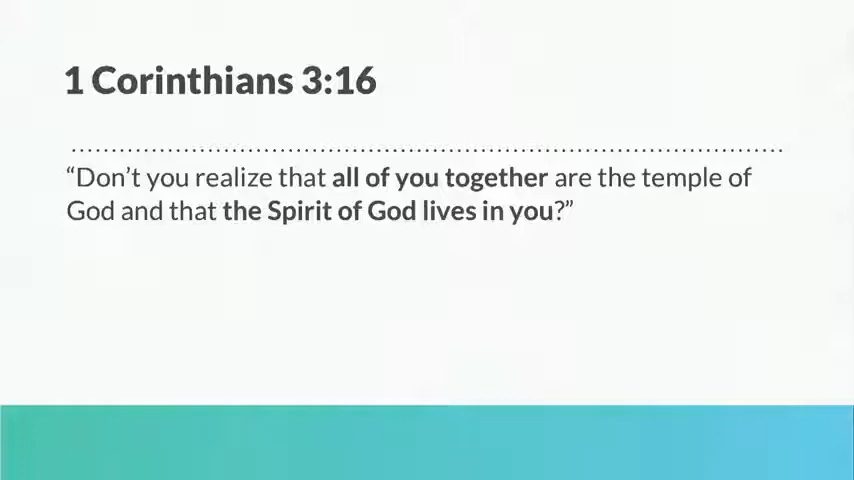 1 Corinthians 3:16
“Don’t you realize that all of you together are the temple of
God and that the Spirit of God lives in you?”